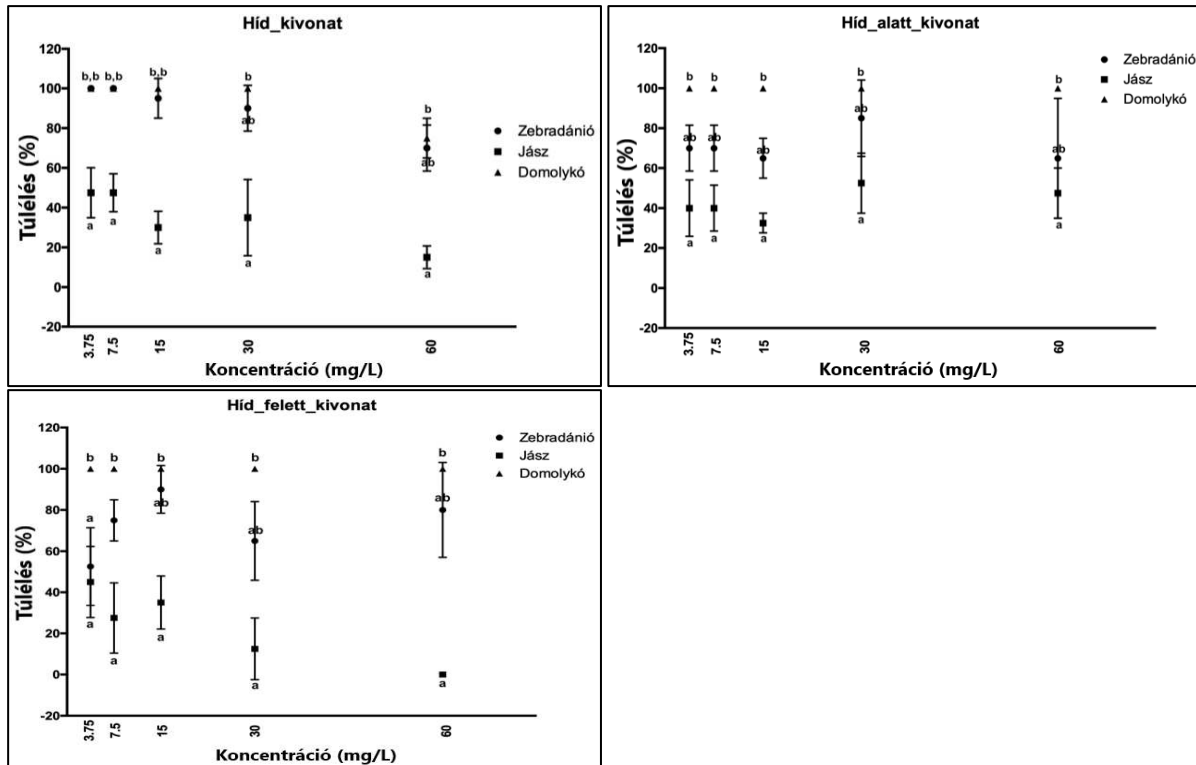 Híd_kivonat
Túlélés (%)
120
100
80
60
40
20
0
-20
b,b b,b b,b b b
ab ab
a a a a a
Zebradánió
Jász
Domolykó
3.75 7.5 15 30 60
Koncentráció (mg/L)
Híd_alatt_kivonat
Túlélés (%)
120
100
80
60
40
20
0
-20
b b b b b
ab ab ab ab ab
a a a a a
Zebradánió
Jász
Domolykó
3.75 7.5 15 30 60
Koncentráció (mg/L)
Híd_felett_kivonat
Túlélés (%)
120
100
80
60
40
20
0
-20
b b b b b
a ab ab ab
a a a a a
Zebradánió
Jász
Domolykó
3.75 7.5 15 30 60
Koncentráció (mg/L)